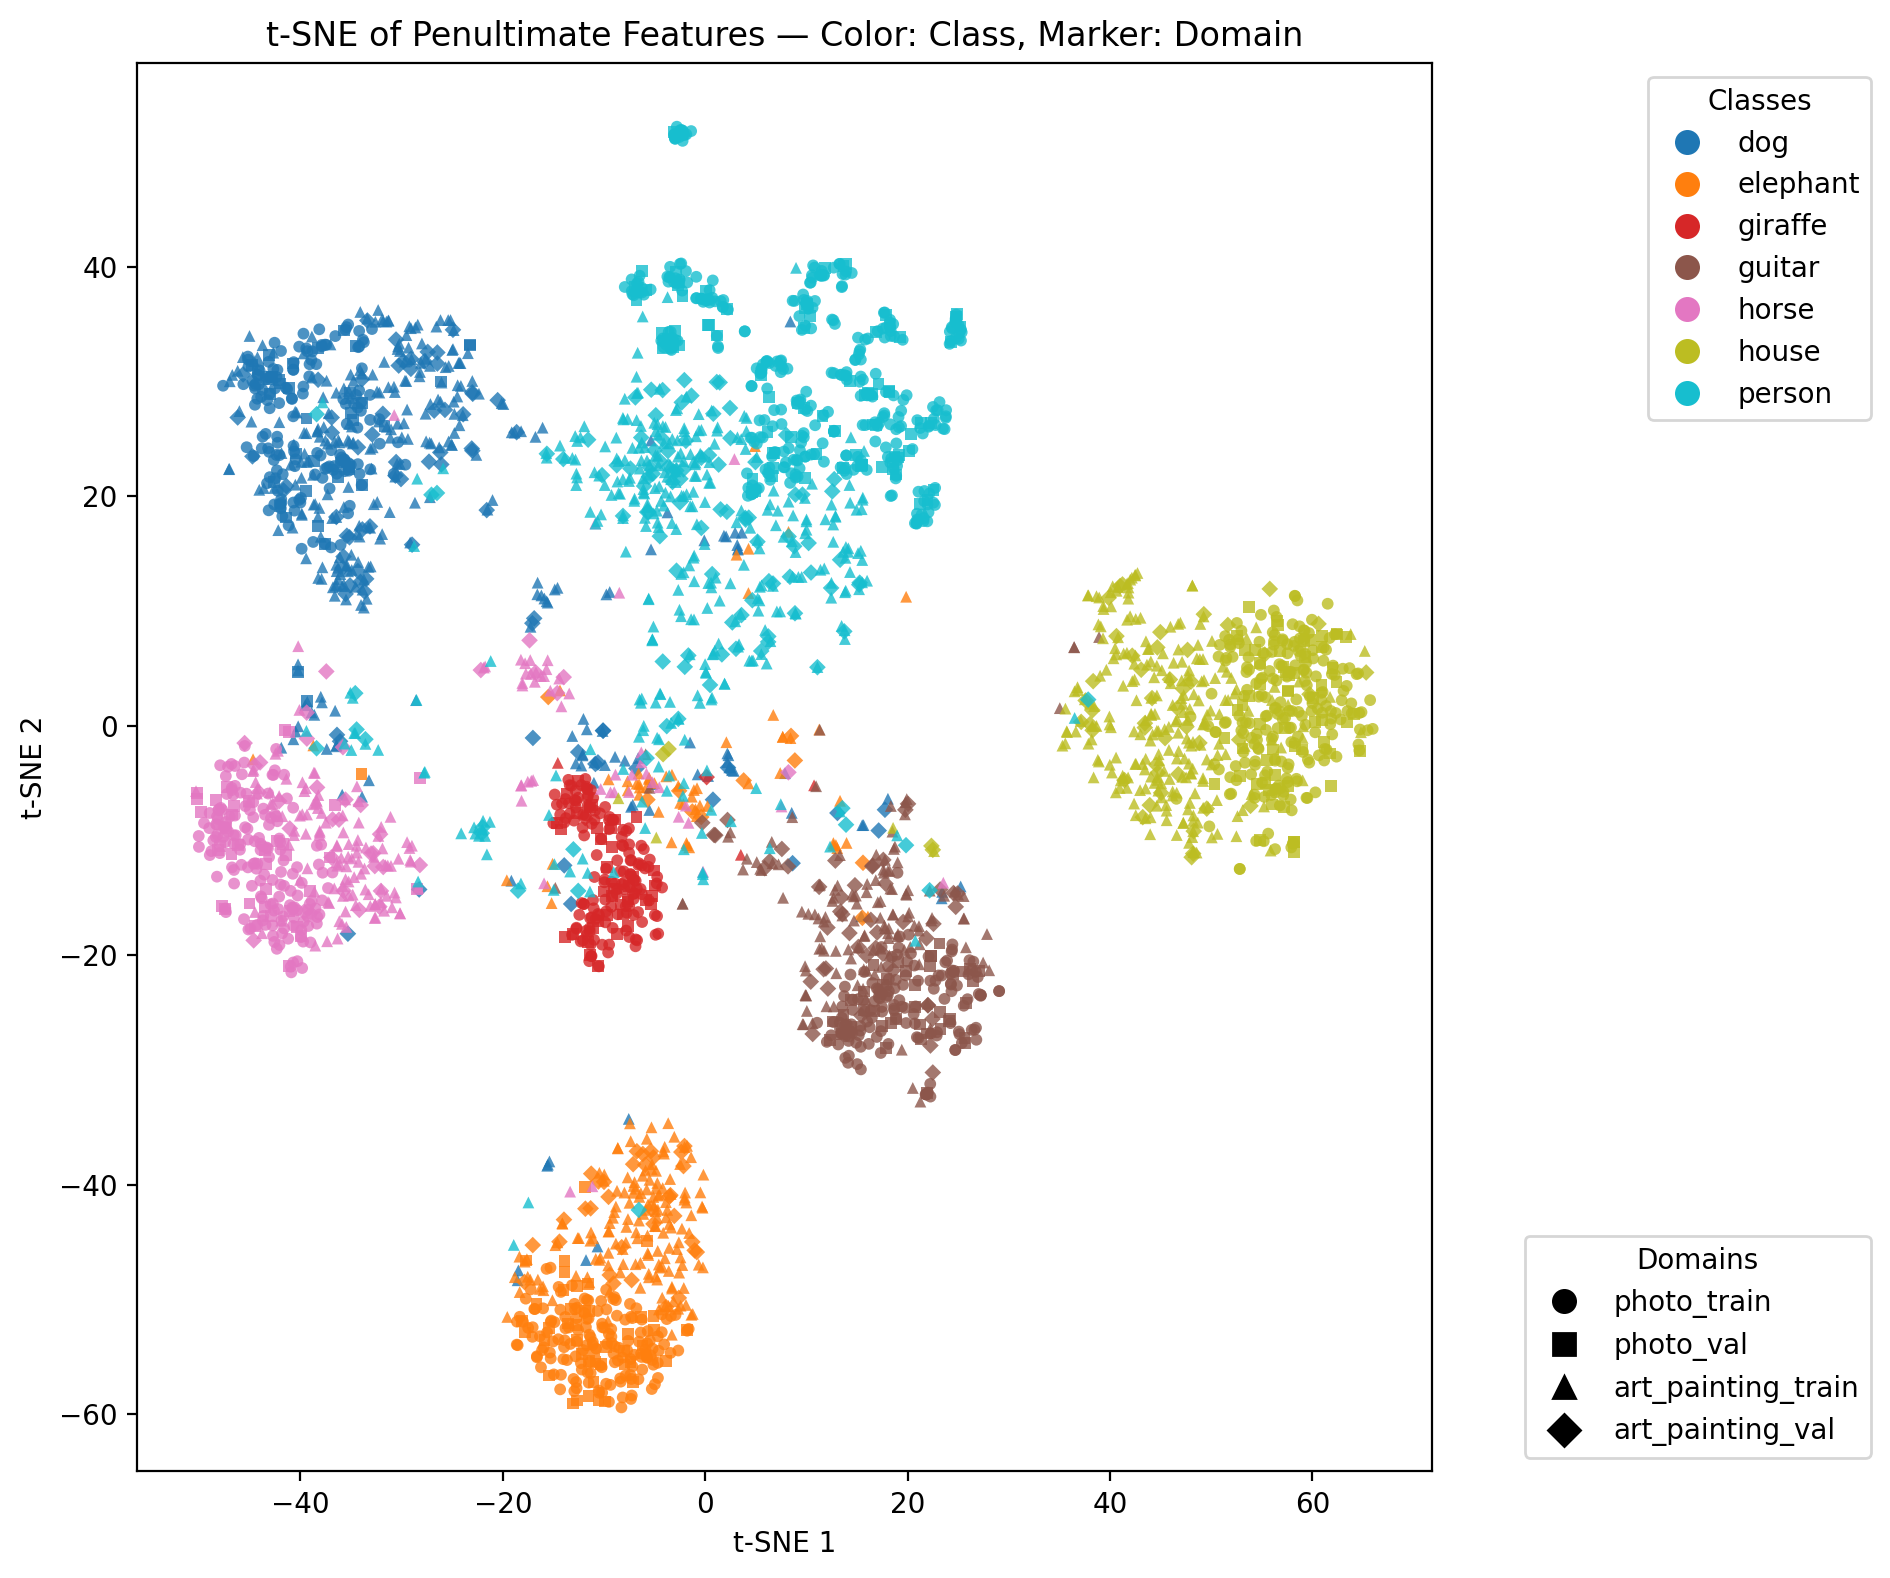 t-SNE of Penultimate Features — Color: Class, Marker: Domain
Classes
dog
elephant
giraffe
guitar
horse
house
person
40
20
0
−20
−40
−60
t-SNE 2
−40
−20
0
20
40
60
t-SNE 1
Domains
photo_train
photo_val
art_painting_train
art_painting_val